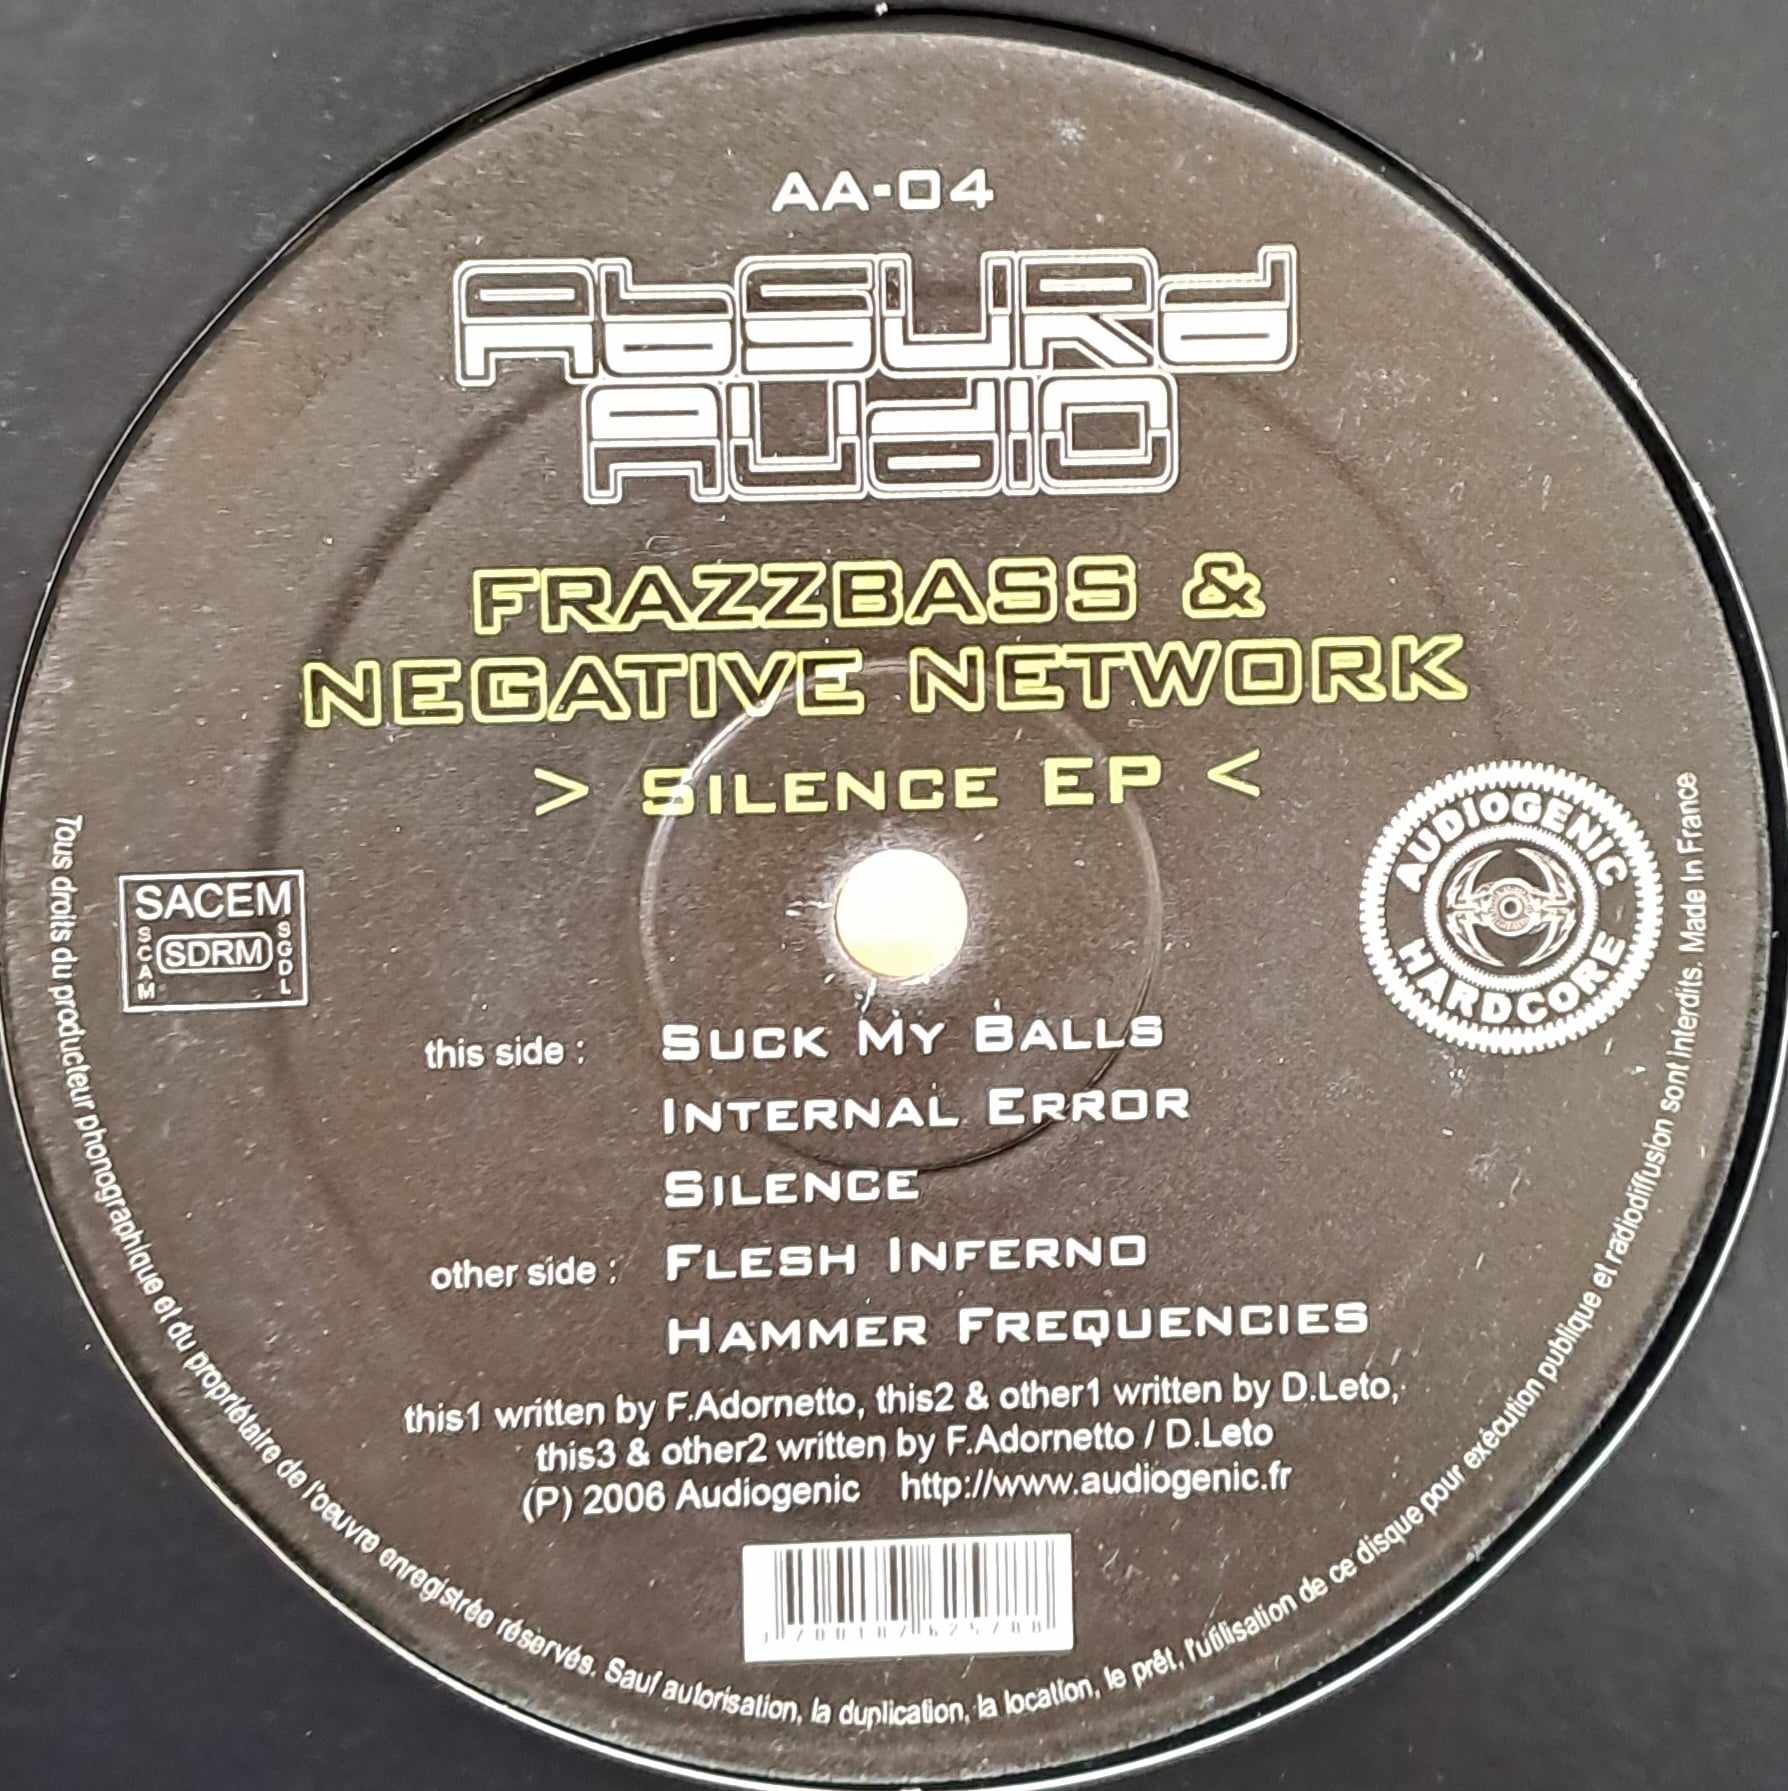 AA-04
Absurd
Audio
FRAZZBASS &
NEGATIVE NETWORK
> SILENCE EP <
AUDIOGENIC
HARDCORE
SACEM
SCAM
SDRM
SGDL
this side : SUCK MY BALLS
INTERNAL ERROR
SILENCE
other side : FLESH INFERNO
HAMMER FREQUENCIES
this1 written by F.Adornetto, this2 & other1 written by D.Leto,
this3 & other2 written by F.Adornetto / D.Leto
(P) 2006 Audiogenic http://www.audiogenic.fr
Tous droits du producteur phonographique et du propriétaire de l'oeuvre enregistrée réservés. Sauf autorisation, la duplication, la location, le prêt, l'utilisation de ce disque pour exécution publique et radiodiffusion sont interdits. Made in France